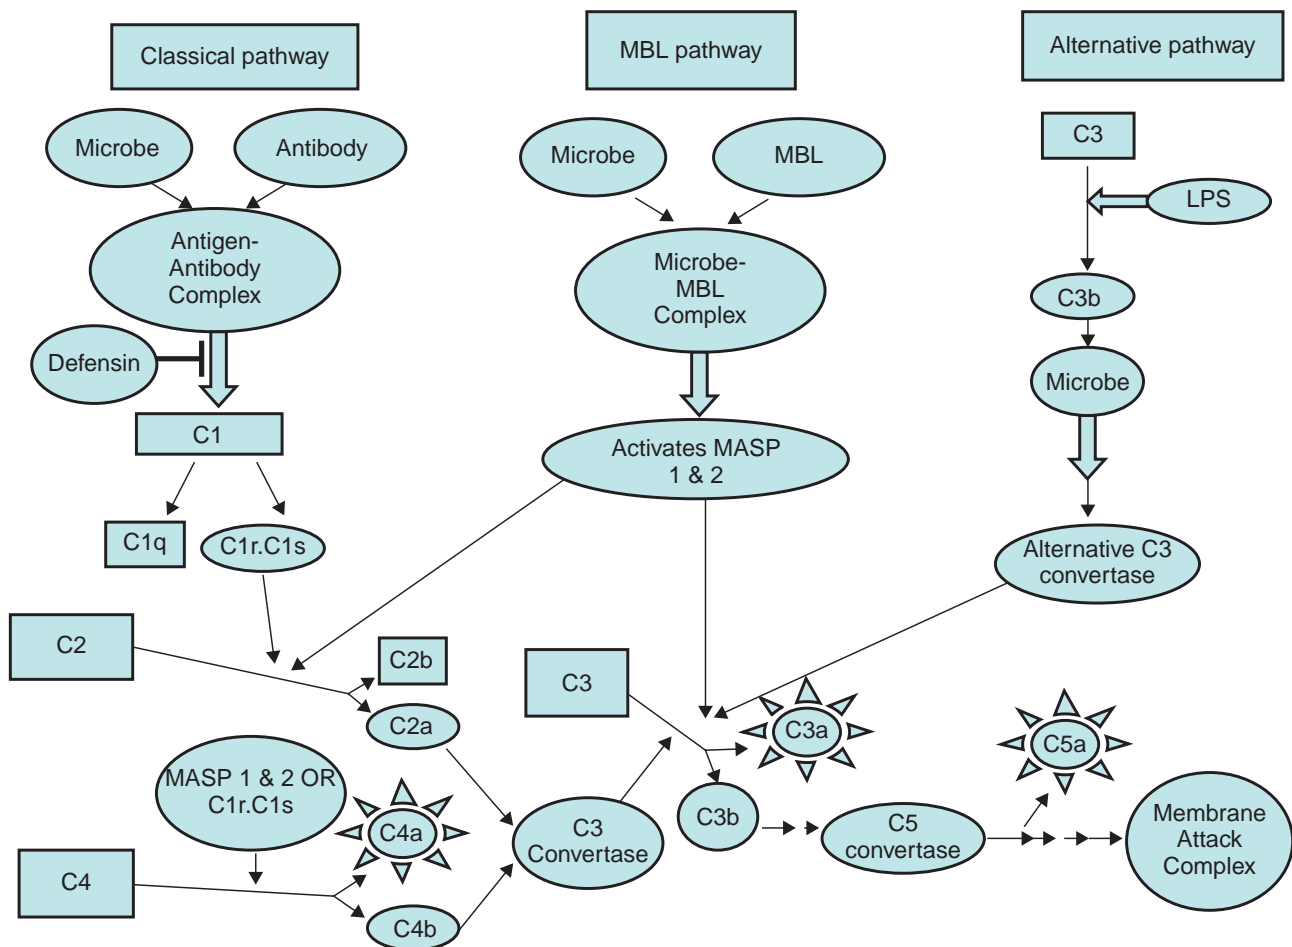 Classical pathway
MBL pathway
Alternative pathway
Microbe
Antibody
Microbe
MBL
C3
LPS
Antigen-
Antibody
Complex
Microbe-
MBL
Complex
C3b
Defensin
Microbe
C1
Activates MASP
1 & 2
C1q
C1r.C1s
Alternative C3
convertase
C2
C2b
C3
C2a
C3a
C5a
MASP 1 & 2 OR
C1r.C1s
C4a
C3
Convertase
C3b
C5
convertase
Membrane
Attack
Complex
C4
C4b